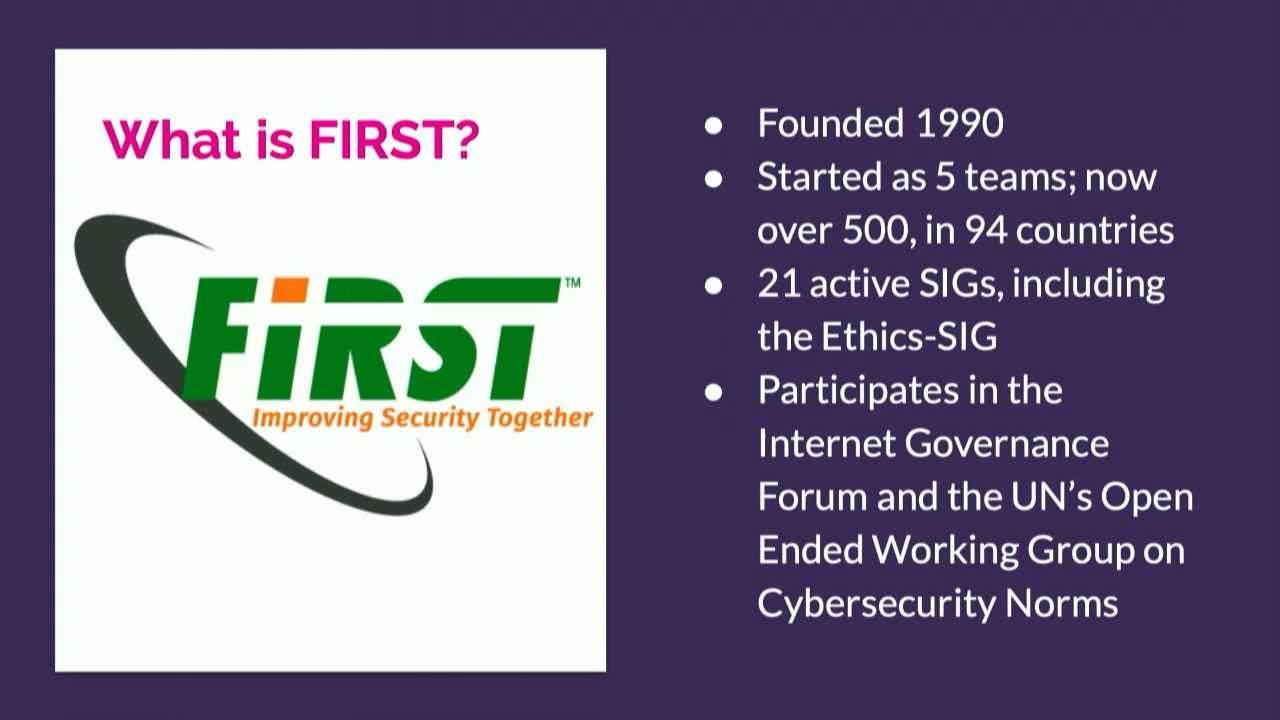 What is FIRST?
FiRST™
Improving Security Together
● Founded 1990
● Started as 5 teams; now
over 500, in 94 countries
● 21 active SIGs, including
the Ethics-SIG
● Participates in the
Internet Governance
Forum and the UN’s Open
Ended Working Group on
Cybersecurity Norms